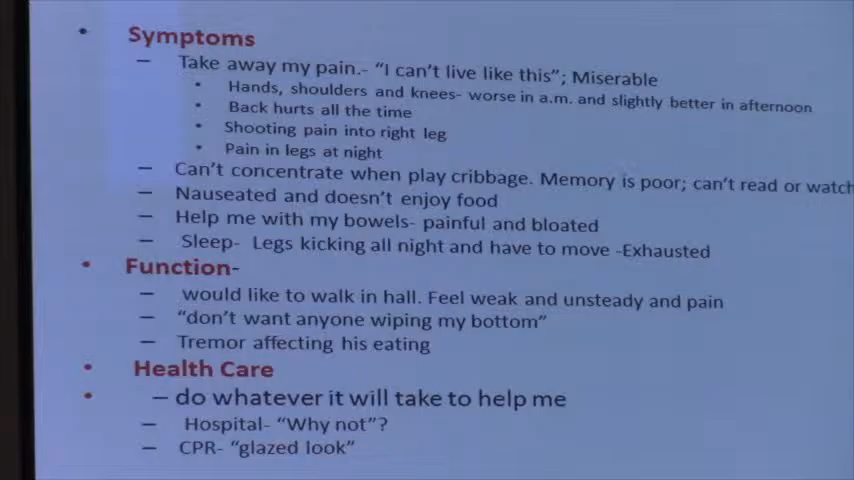 • Symptoms
– Take away my pain.- “I can’t live like this”; Miserable
• Hands, shoulders and knees- worse in a.m. and slightly better in afternoon
• Back hurts all the time
• Shooting pain into right leg
• Pain in legs at night
– Can’t concentrate when play cribbage. Memory is poor; can’t read or watch
– Nauseated and doesn’t enjoy food
– Help me with my bowels- painful and bloated
– Sleep- Legs kicking all night and have to move -Exhausted
• Function-
– would like to walk in hall. Feel weak and unsteady and pain
– “don’t want anyone wiping my bottom”
– Tremor affecting his eating
• Health Care
• – do whatever it will take to help me
– Hospital- “Why not”?
– CPR- “glazed look”